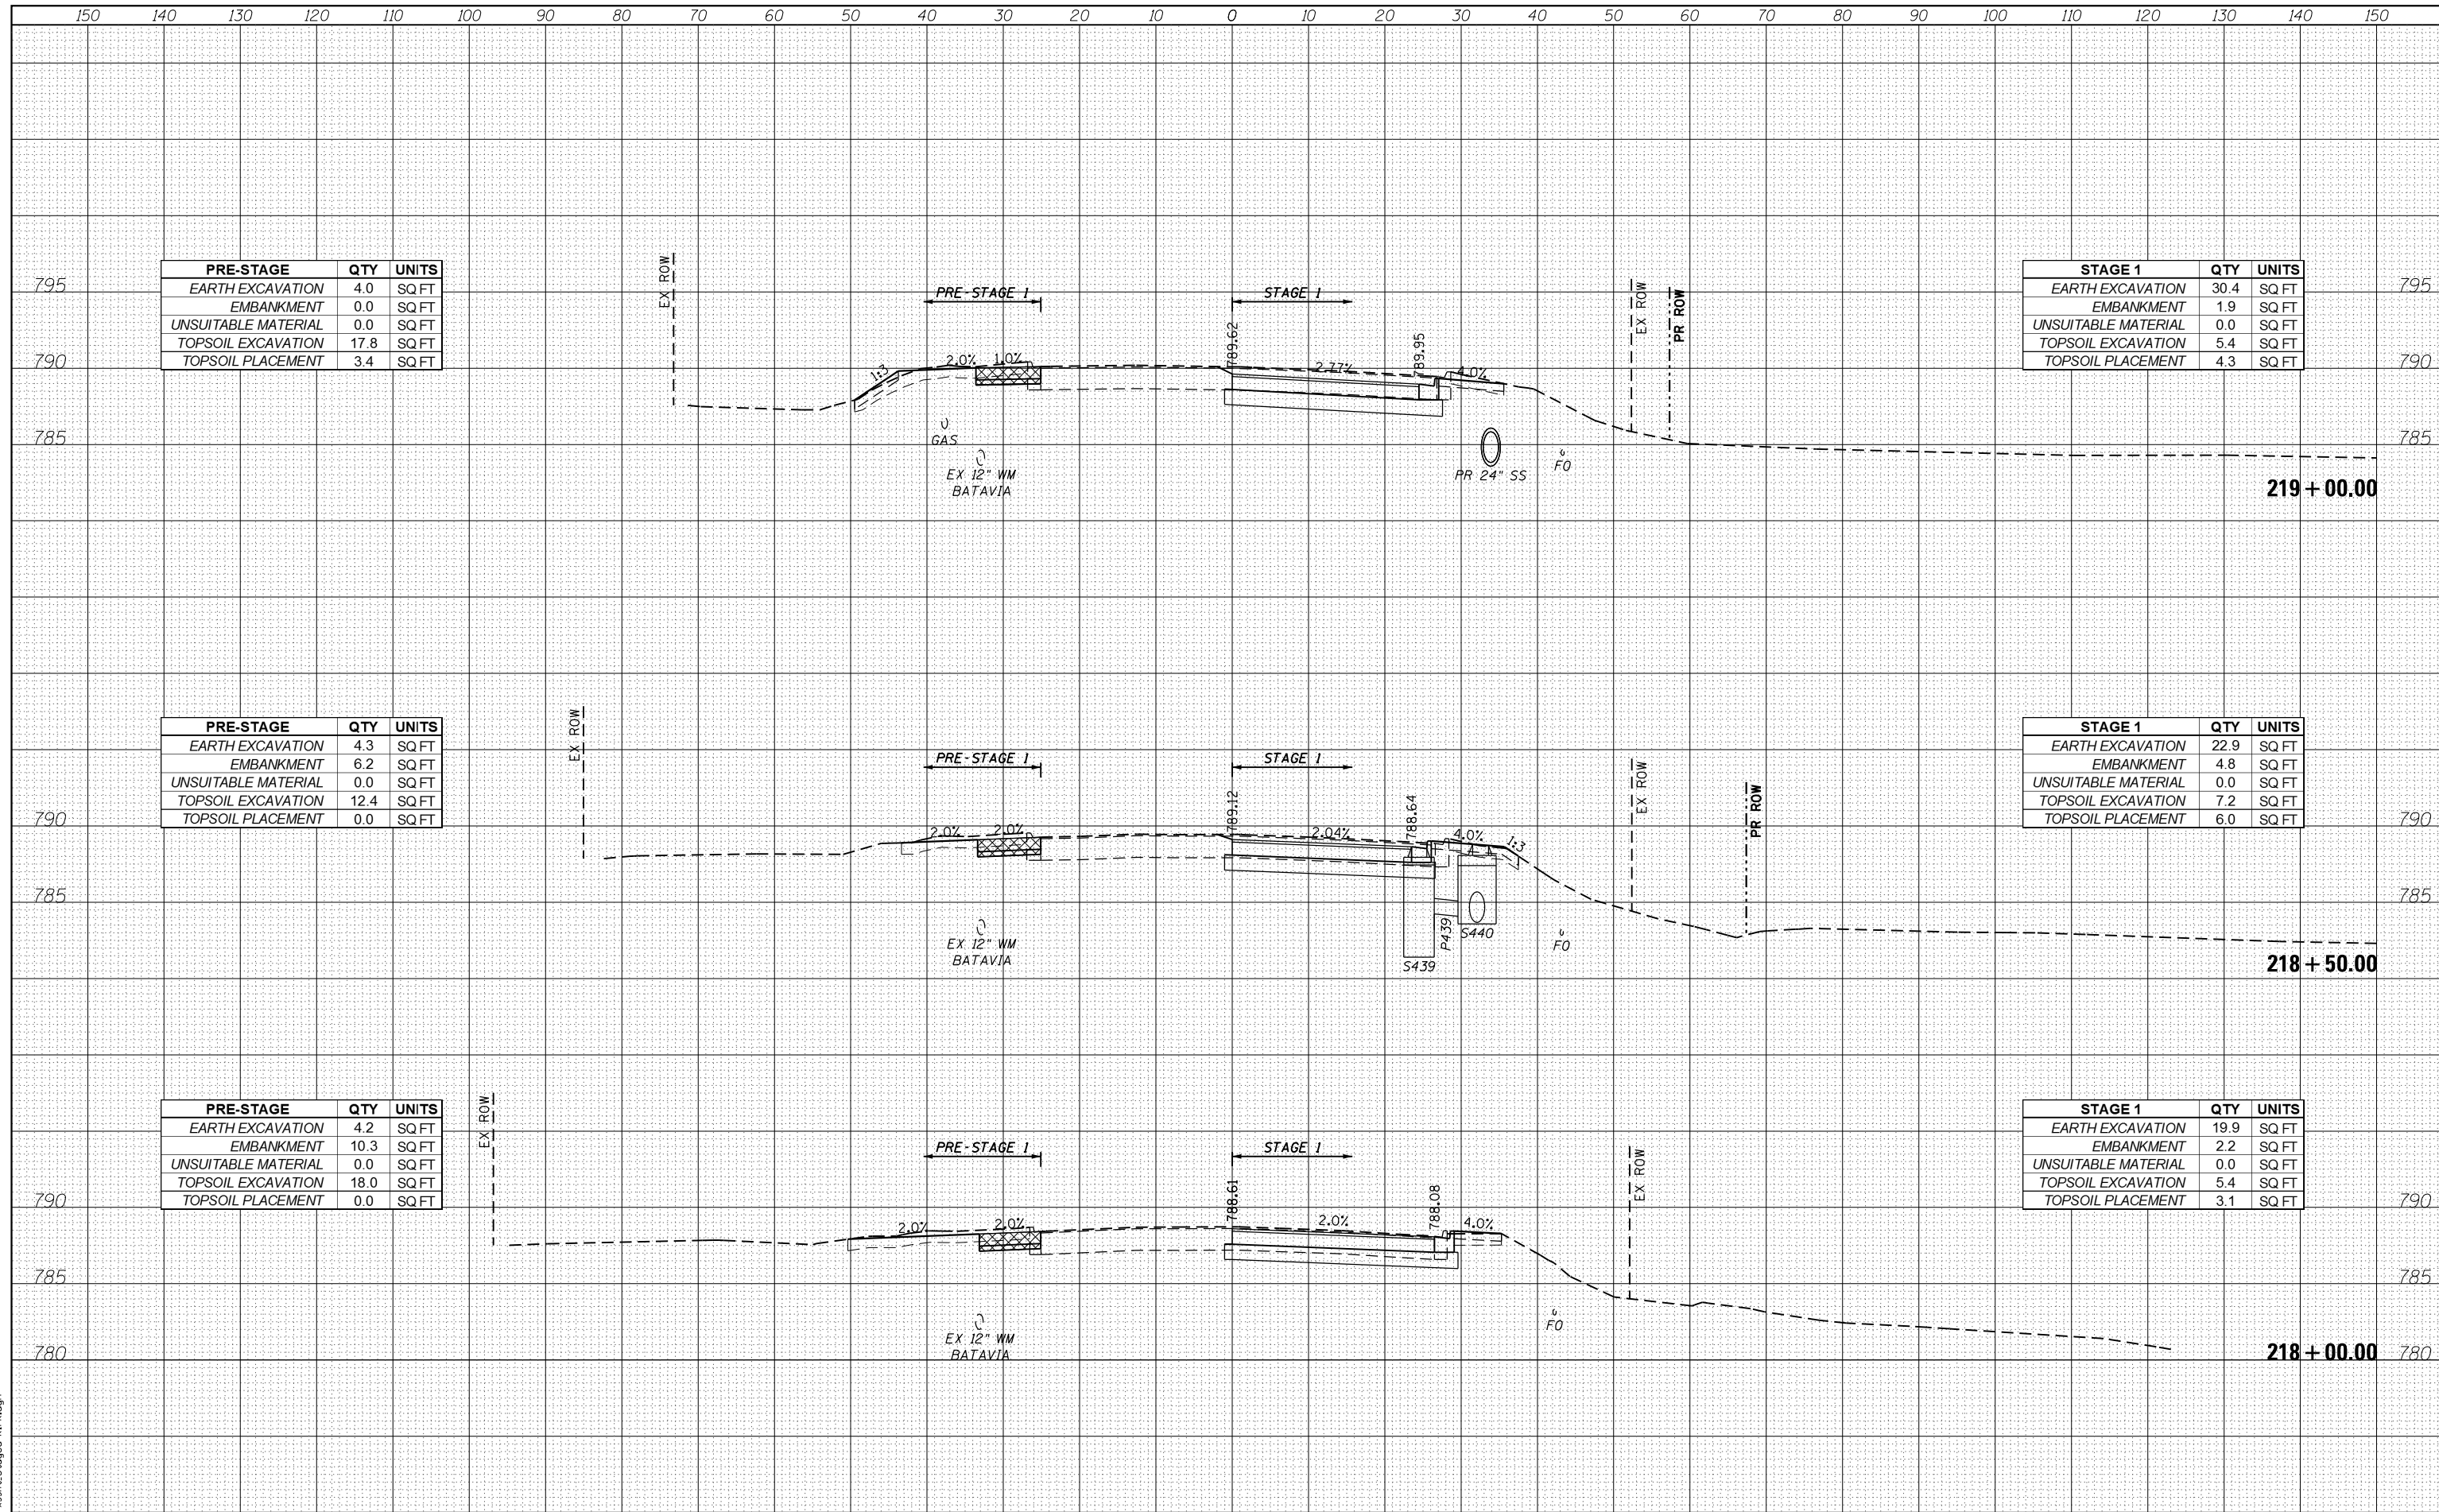 150 140 130 120 110 100 90 80 70 60 50 40 30 20 10 0 10 20 30 40 50 60 70 80 90 100 110 120 130 140 150
PRE-STAGE QTY UNITS
EARTH EXCAVATION 4.0 SQ FT
EMBANKMENT 0.0 SQ FT
UNSUITABLE MATERIAL 0.0 SQ FT
TOPSOIL EXCAVATION 17.8 SQ FT
TOPSOIL PLACEMENT 3.4 SQ FT
STAGE 1 QTY UNITS
EARTH EXCAVATION 30.4 SQ FT
EMBANKMENT 1.9 SQ FT
UNSUITABLE MATERIAL 0.0 SQ FT
TOPSOIL EXCAVATION 5.4 SQ FT
TOPSOIL PLACEMENT 4.3 SQ FT
795 795
790 790
785 785
EX ROW
PRE-STAGE 1
STAGE 1
EX ROW
PR ROW
789.62
789.95
1:3
2.0%
1.0%
2.77%
4.0%
GAS
EX 12" WM
BATAVIA
PR 24" SS
FO
219+00.00
PRE-STAGE QTY UNITS
EARTH EXCAVATION 4.3 SQ FT
EMBANKMENT 6.2 SQ FT
UNSUITABLE MATERIAL 0.0 SQ FT
TOPSOIL EXCAVATION 12.4 SQ FT
TOPSOIL PLACEMENT 0.0 SQ FT
STAGE 1 QTY UNITS
EARTH EXCAVATION 22.9 SQ FT
EMBANKMENT 4.8 SQ FT
UNSUITABLE MATERIAL 0.0 SQ FT
TOPSOIL EXCAVATION 7.2 SQ FT
TOPSOIL PLACEMENT 6.0 SQ FT
790 790
785 785
EX ROW
PRE-STAGE 1
STAGE 1
EX ROW
PR ROW
789.12
788.64
2.0%
2.0%
2.04%
4.0%
1:3
EX 12" WM
BATAVIA
P439
S440
S439
FO
218+50.00
PRE-STAGE QTY UNITS
EARTH EXCAVATION 4.2 SQ FT
EMBANKMENT 10.3 SQ FT
UNSUITABLE MATERIAL 0.0 SQ FT
TOPSOIL EXCAVATION 18.0 SQ FT
TOPSOIL PLACEMENT 0.0 SQ FT
STAGE 1 QTY UNITS
EARTH EXCAVATION 19.9 SQ FT
EMBANKMENT 2.2 SQ FT
UNSUITABLE MATERIAL 0.0 SQ FT
TOPSOIL EXCAVATION 5.4 SQ FT
TOPSOIL PLACEMENT 3.1 SQ FT
790 790
785 785
780 780
EX ROW
PRE-STAGE 1
STAGE 1
EX ROW
788.61
788.08
2.0%
2.0%
2.0%
4.0%
EX 12" WM
BATAVIA
FO
218+00.00